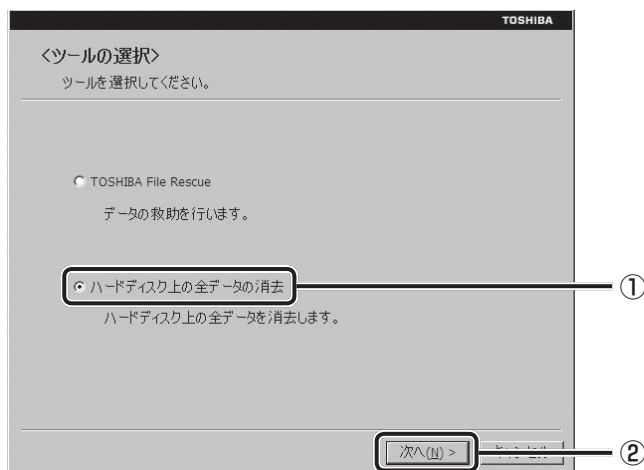 TOSHIBA
<ツールの選択>
ツールを選択してください。
TOSHIBA File Rescue
データの救助を行います。
ハードディスク上の全データの消去
①
ハードディスク上の全データを消去します。
次へ(N) >
②